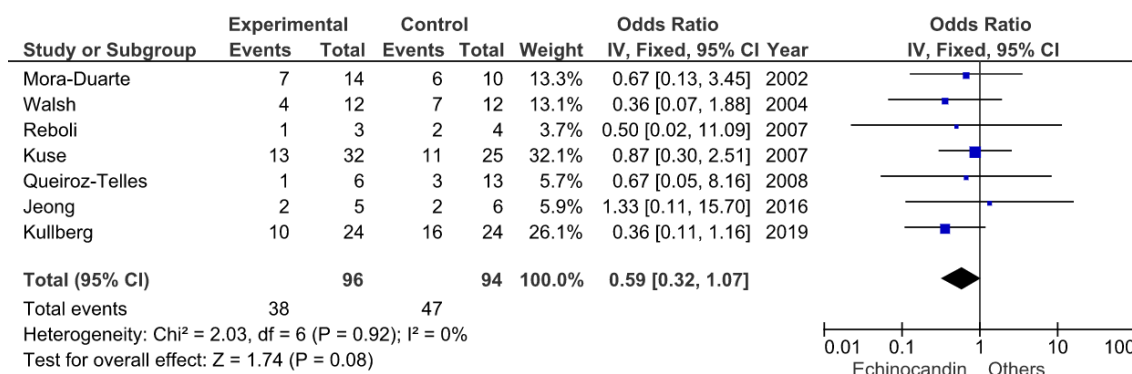 Experimental Control Odds Ratio Odds Ratio
Study or Subgroup Events Total Events Total Weight IV, Fixed, 95% CI Year IV, Fixed, 95% CI
Mora-Duarte 7 14 6 10 13.3% 0.67 [0.13, 3.45] 2002
Walsh 4 12 7 12 13.1% 0.36 [0.07, 1.88] 2004
Reboli 1 3 2 4 3.7% 0.50 [0.02, 11.09] 2007
Kuse 13 32 11 25 32.1% 0.87 [0.30, 2.51] 2007
Queiroz-Telles 1 6 3 13 5.7% 0.67 [0.05, 8.16] 2008
Jeong 2 5 2 6 5.9% 1.33 [0.11, 15.70] 2016
Kullberg 10 24 16 24 26.1% 0.36 [0.11, 1.16] 2019
Total (95% CI) 96 94 100.0% 0.59 [0.32, 1.07]
Total events 38 47
Heterogeneity: Chi² = 2.03, df = 6 (P = 0.92); I² = 0%
Test for overall effect: Z = 1.74 (P = 0.08)
0.01 0.1 1 10 100
Echinocandin Others